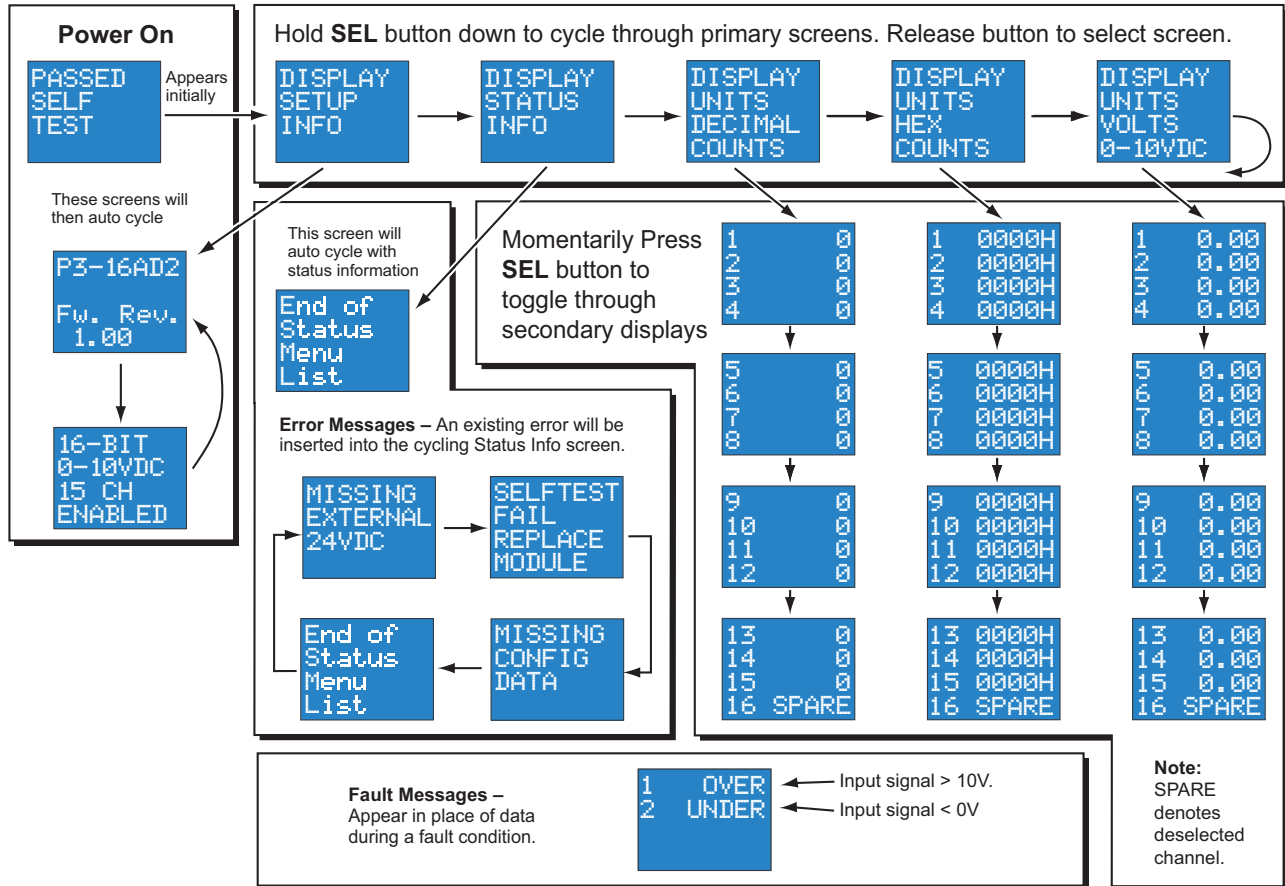 Power On
PASSED
SELF
TEST
Appears
initially
These screens will
then auto cycle
P3-16AD2
Fw. Rev.
1.00
16-BIT
0-10VDC
15 CH
ENABLED
Hold SEL button down to cycle through primary screens. Release button to select screen.
DISPLAY
SETUP
INFO
DISPLAY
STATUS
INFO
DISPLAY
UNITS
DECIMAL
COUNTS
DISPLAY
UNITS
HEX
COUNTS
DISPLAY
UNITS
VOLTS
0-10VDC
This screen will
auto cycle with
status information
End of
Status
Menu
List
Error Messages – An existing error will be
inserted into the cycling Status Info screen.
MISSING
EXTERNAL
24VDC
SELFTEST
FAIL
REPLACE
MODULE
End of
Status
Menu
List
MISSING
CONFIG
DATA
Momentarily Press
SEL button to
toggle through
secondary displays
1 0
2 0
3 0
4 0
5 0
6 0
7 0
8 0
9 0
10 0
11 0
12 0
13 0
14 0
15 0
16 SPARE
1 0000H
2 0000H
3 0000H
4 0000H
5 0000H
6 0000H
7 0000H
8 0000H
9 0000H
10 0000H
11 0000H
12 0000H
13 0000H
14 0000H
15 0000H
16 SPARE
1 0.00
2 0.00
3 0.00
4 0.00
5 0.00
6 0.00
7 0.00
8 0.00
9 0.00
10 0.00
11 0.00
12 0.00
13 0.00
14 0.00
15 0.00
16 SPARE
Fault Messages –
Appear in place of data
during a fault condition.
1 OVER
2 UNDER
Input signal > 10V.
Input signal < 0V
Note:
SPARE
denotes
deselected
channel.